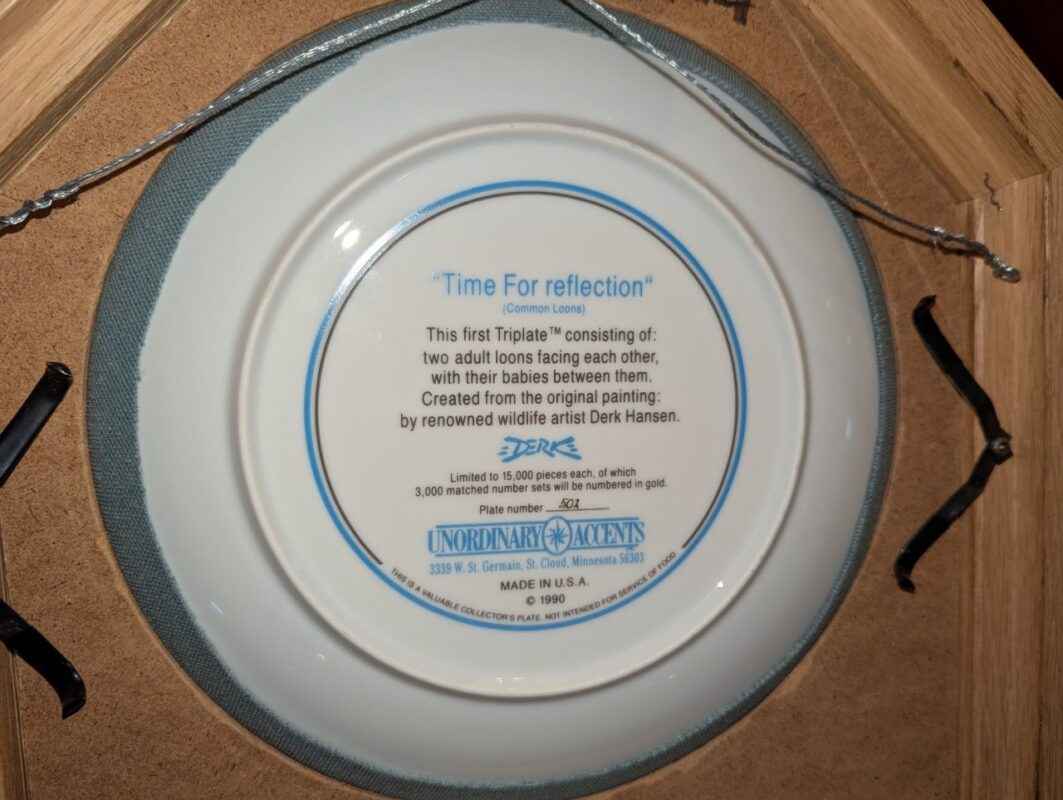 "Time For reflection"
(Common Loons)
This first Triplate™ consisting of:
two adult loons facing each other,
with their babies between them.
Created from the original painting:
by renowned wildlife artist Derk Hansen.
DERK
Limited to 15,000 pieces each, of which
3,000 matched number sets will be numbered in gold.
Plate number 502
UNORDINARY ACCENTS
3339 W. St. Germain, St. Cloud, Minnesota 56303
MADE IN U.S.A.
© 1990
THIS IS A VALUABLE COLLECTOR'S PLATE. NOT INTENDED FOR SERVICE OF FOOD.